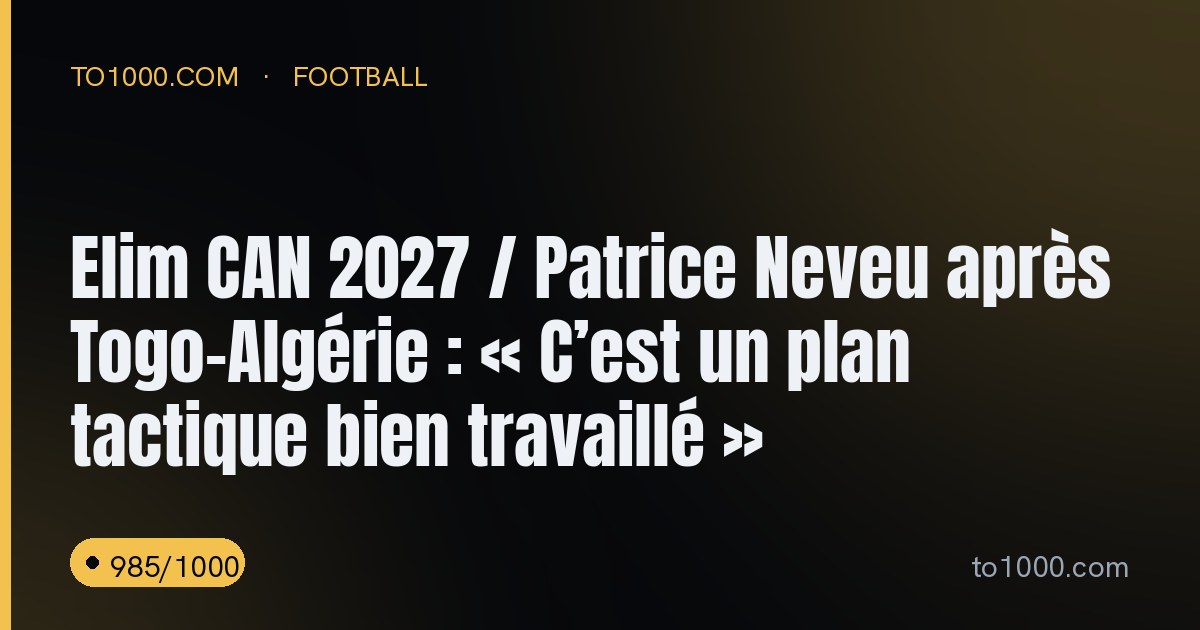 TO1000.COM · FOOTBALL
Elim CAN 2027 / Patrice Neveu après
Togo-Algérie : « C’est un plan
tactique bien travaillé »
985/1000
to1000.com